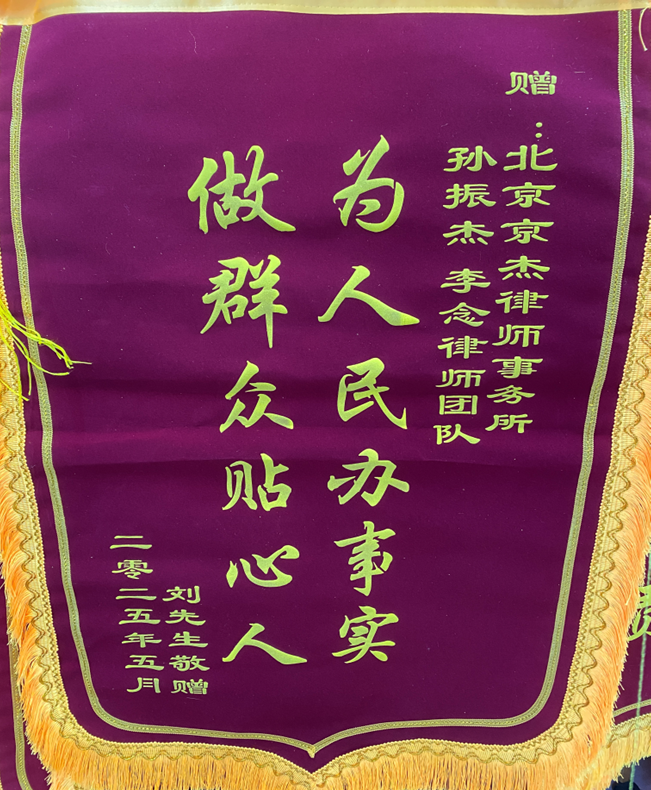 赠：北京京杰律师事务所
孙振杰 李念律师团队
为人民办事实
做群众贴心人
刘先生敬赠
二零二五年五月